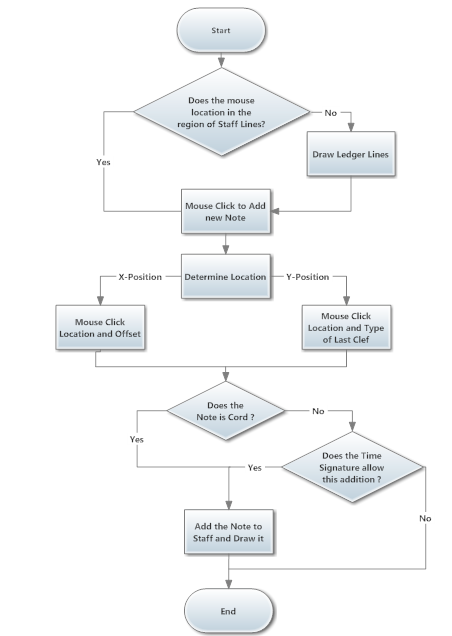 Start
Does the mouse
location in the
region of Staff Lines?
No
Yes
Draw Ledger Lines
Mouse Click to Add
new Note
X-Position
Determine Location
Y-Position
Mouse Click
Location and Offset
Mouse Click
Location and Type
of Last Clef
Does the
Note is Cord ?
No
Yes
Does the Time
Signature allow
this addition ?
Yes
No
Add the Note to
Staff and Draw it
End